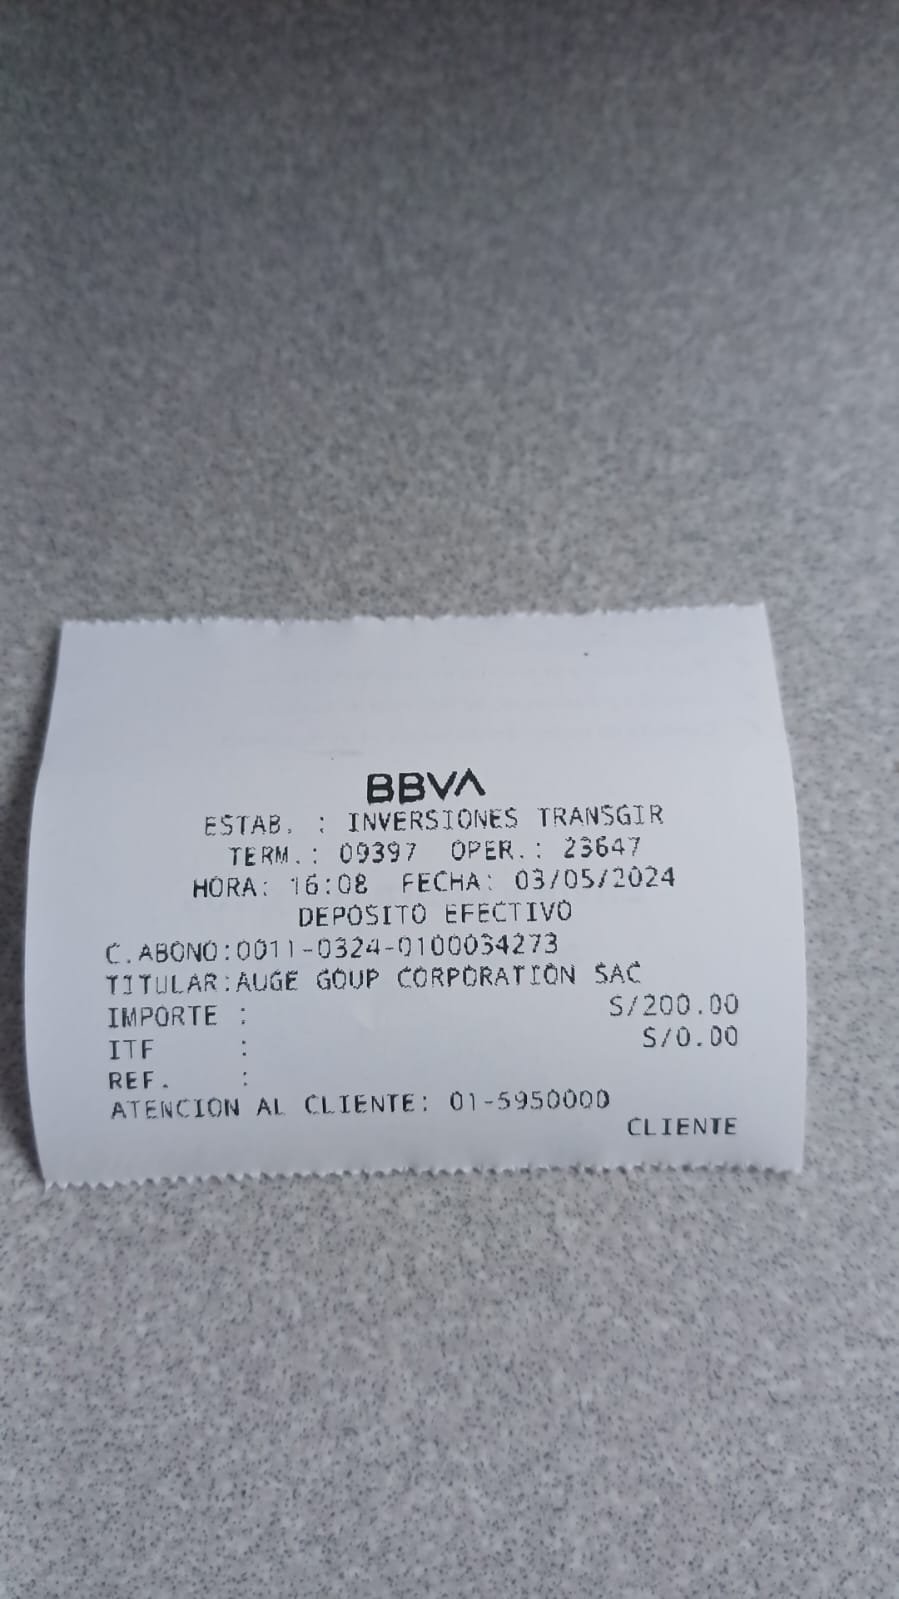 BBVA
ESTAB. : INVERSIONES TRANSGIR
TERM.: 09397 OPER.: 23647
HORA: 16:08 FECHA: 03/05/2024
DEPOSITO EFECTIVO
C.ABONO:0011-0324-0100034273
TITULAR:AUGE GOUP CORPORATION SAC
IMPORTE : S/200.00
ITF : S/0.00
REF. :
ATENCION AL CLIENTE: 01-5950000
CLIENTE